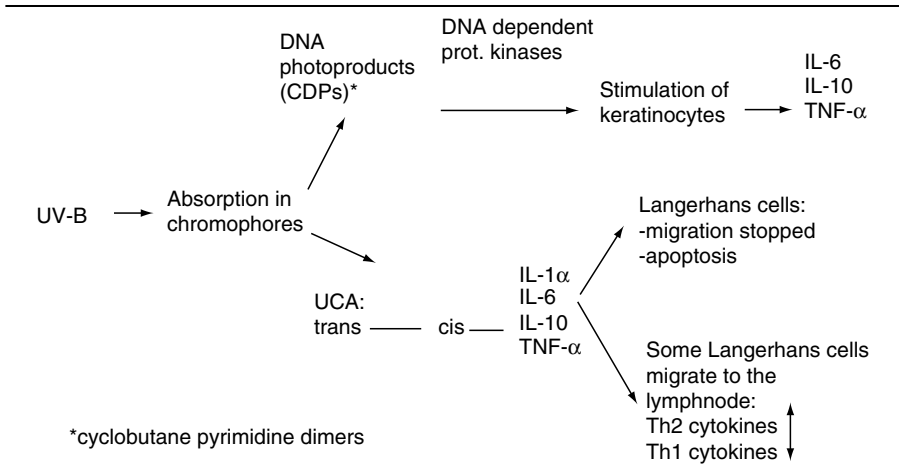 DNA
photoproducts
(CDPs)*
DNA dependent
prot. kinases
Stimulation of
keratinocytes
IL-6
IL-10
TNF-α
UV-B
Absorption in
chromophores
UCA:
trans
cis
IL-1α
IL-6
IL-10
TNF-α
Langerhans cells:
-migration stopped
-apoptosis
Some Langerhans cells
migrate to the
lymphnode:
Th2 cytokines
Th1 cytokines
*cyclobutane pyrimidine dimers